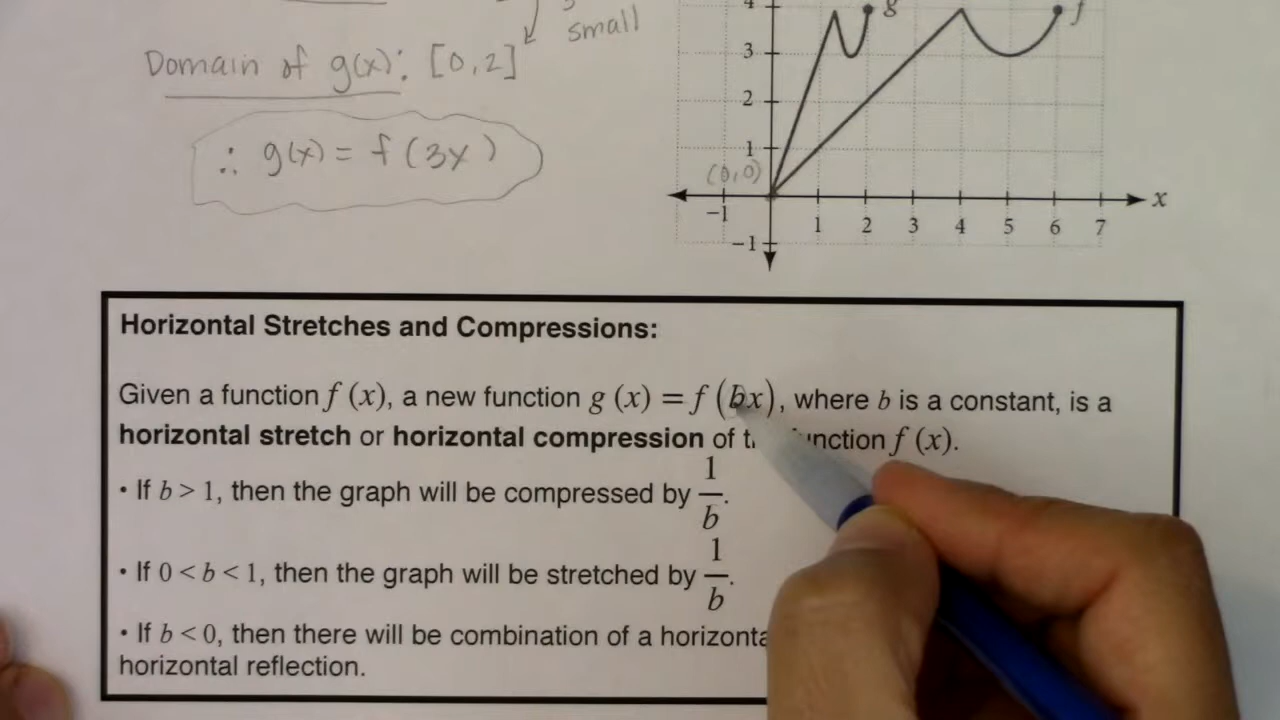 small
Domain of g(x): [0,2]
∴ g(x) = f(3x)
4
g
f
3
2
1
(0,0)
-1 1 2 3 4 5 6 7 x
-1
Horizontal Stretches and Compressions:
Given a function f (x), a new function g (x) = f (bx), where b is a constant, is a
horizontal stretch or horizontal compression of function f (x).
• If b > 1, then the graph will be compressed by 1/b.
• If 0 < b < 1, then the graph will be stretched by 1/b.
• If b < 0, then there will be combination of a
horizontal reflection.